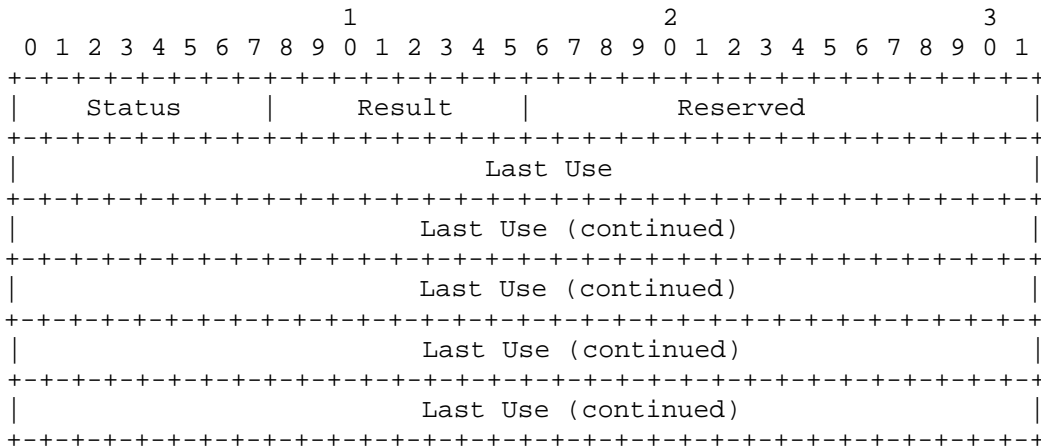 1                   2                   3
 0 1 2 3 4 5 6 7 8 9 0 1 2 3 4 5 6 7 8 9 0 1 2 3 4 5 6 7 8 9 0 1
+-+-+-+-+-+-+-+-+-+-+-+-+-+-+-+-+-+-+-+-+-+-+-+-+-+-+-+-+-+-+-+-+
|    Status     |     Result    |         Reserved              |
+-+-+-+-+-+-+-+-+-+-+-+-+-+-+-+-+-+-+-+-+-+-+-+-+-+-+-+-+-+-+-+-+
|                             Last Use                          |
+-+-+-+-+-+-+-+-+-+-+-+-+-+-+-+-+-+-+-+-+-+-+-+-+-+-+-+-+-+-+-+-+
|                         Last Use (continued)                  |
+-+-+-+-+-+-+-+-+-+-+-+-+-+-+-+-+-+-+-+-+-+-+-+-+-+-+-+-+-+-+-+-+
|                         Last Use (continued)                  |
+-+-+-+-+-+-+-+-+-+-+-+-+-+-+-+-+-+-+-+-+-+-+-+-+-+-+-+-+-+-+-+-+
|                         Last Use (continued)                  |
+-+-+-+-+-+-+-+-+-+-+-+-+-+-+-+-+-+-+-+-+-+-+-+-+-+-+-+-+-+-+-+-+
|                         Last Use (continued)                  |
+-+-+-+-+-+-+-+-+-+-+-+-+-+-+-+-+-+-+-+-+-+-+-+-+-+-+-+-+-+-+-+-+